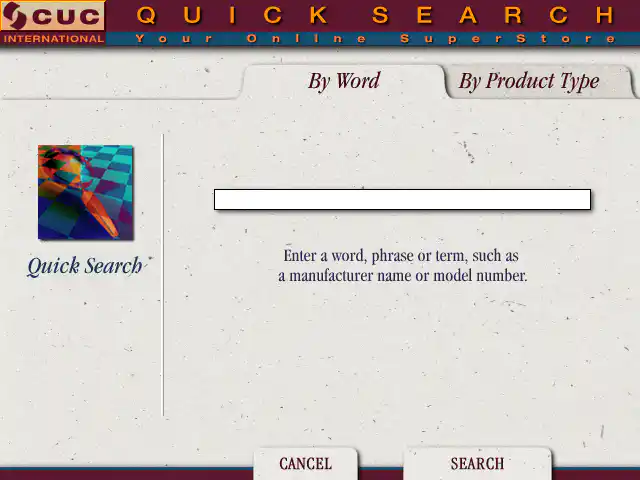 CUC
INTERNATIONAL
QUICK SEARCH
Your Online SuperStore
By Word
By Product Type
Quick Search
Enter a word, phrase or term, such as
a manufacturer name or model number.
CANCEL
SEARCH